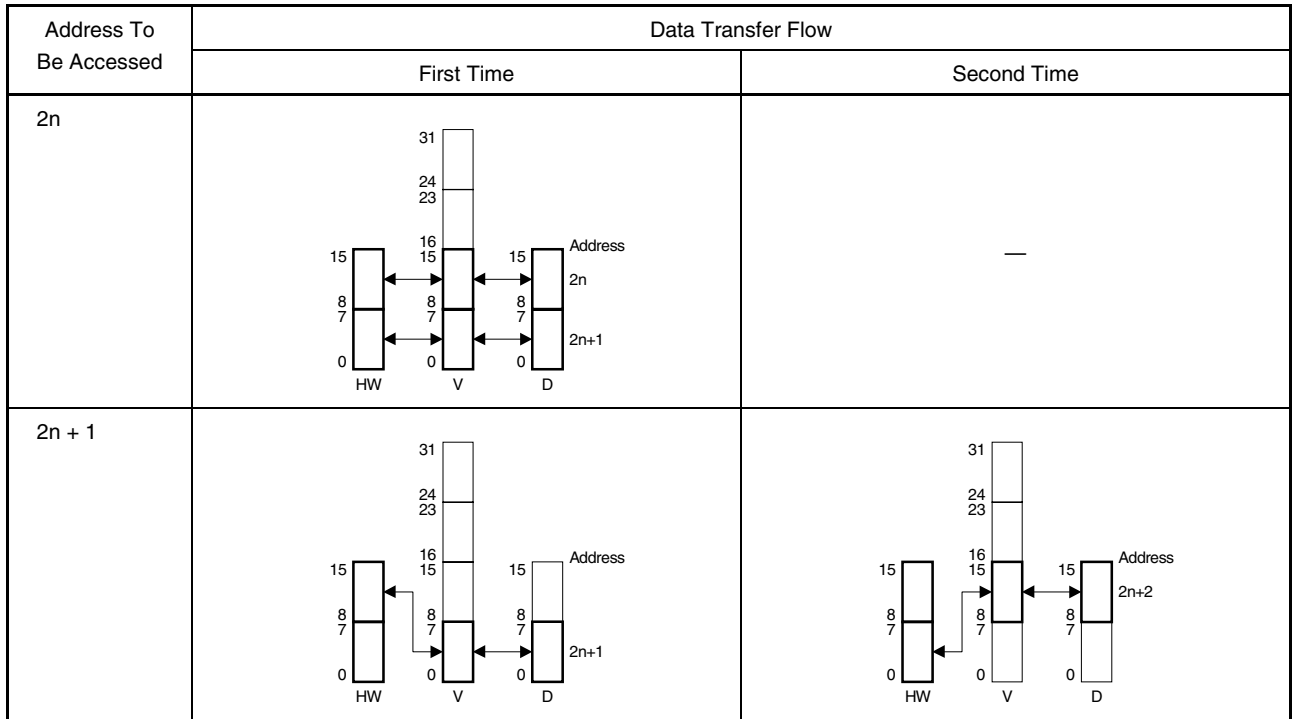 Address To
Be Accessed
Data Transfer Flow
First Time
Second Time
2n
31
24
23
16
15
8
7
0
V
15
8
7
0
HW
15
8
7
0
D
Address
2n
2n+1
—
2n + 1
31
24
23
16
15
8
7
0
V
15
8
7
0
HW
15
8
7
0
D
Address
2n+1
31
24
23
16
15
8
7
0
V
15
8
7
0
HW
15
8
7
0
D
Address
2n+2